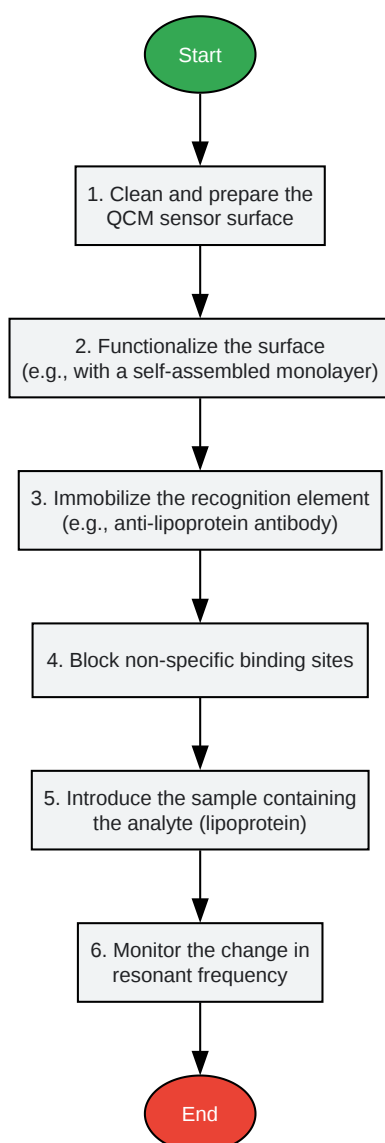 Start
1. Clean and prepare the
QCM sensor surface
2. Functionalize the surface
(e.g., with a self-assembled monolayer)
3. Immobilize the recognition element
(e.g., anti-lipoprotein antibody)
4. Block non-specific binding sites
5. Introduce the sample containing
the analyte (lipoprotein)
6. Monitor the change in
resonant frequency
End